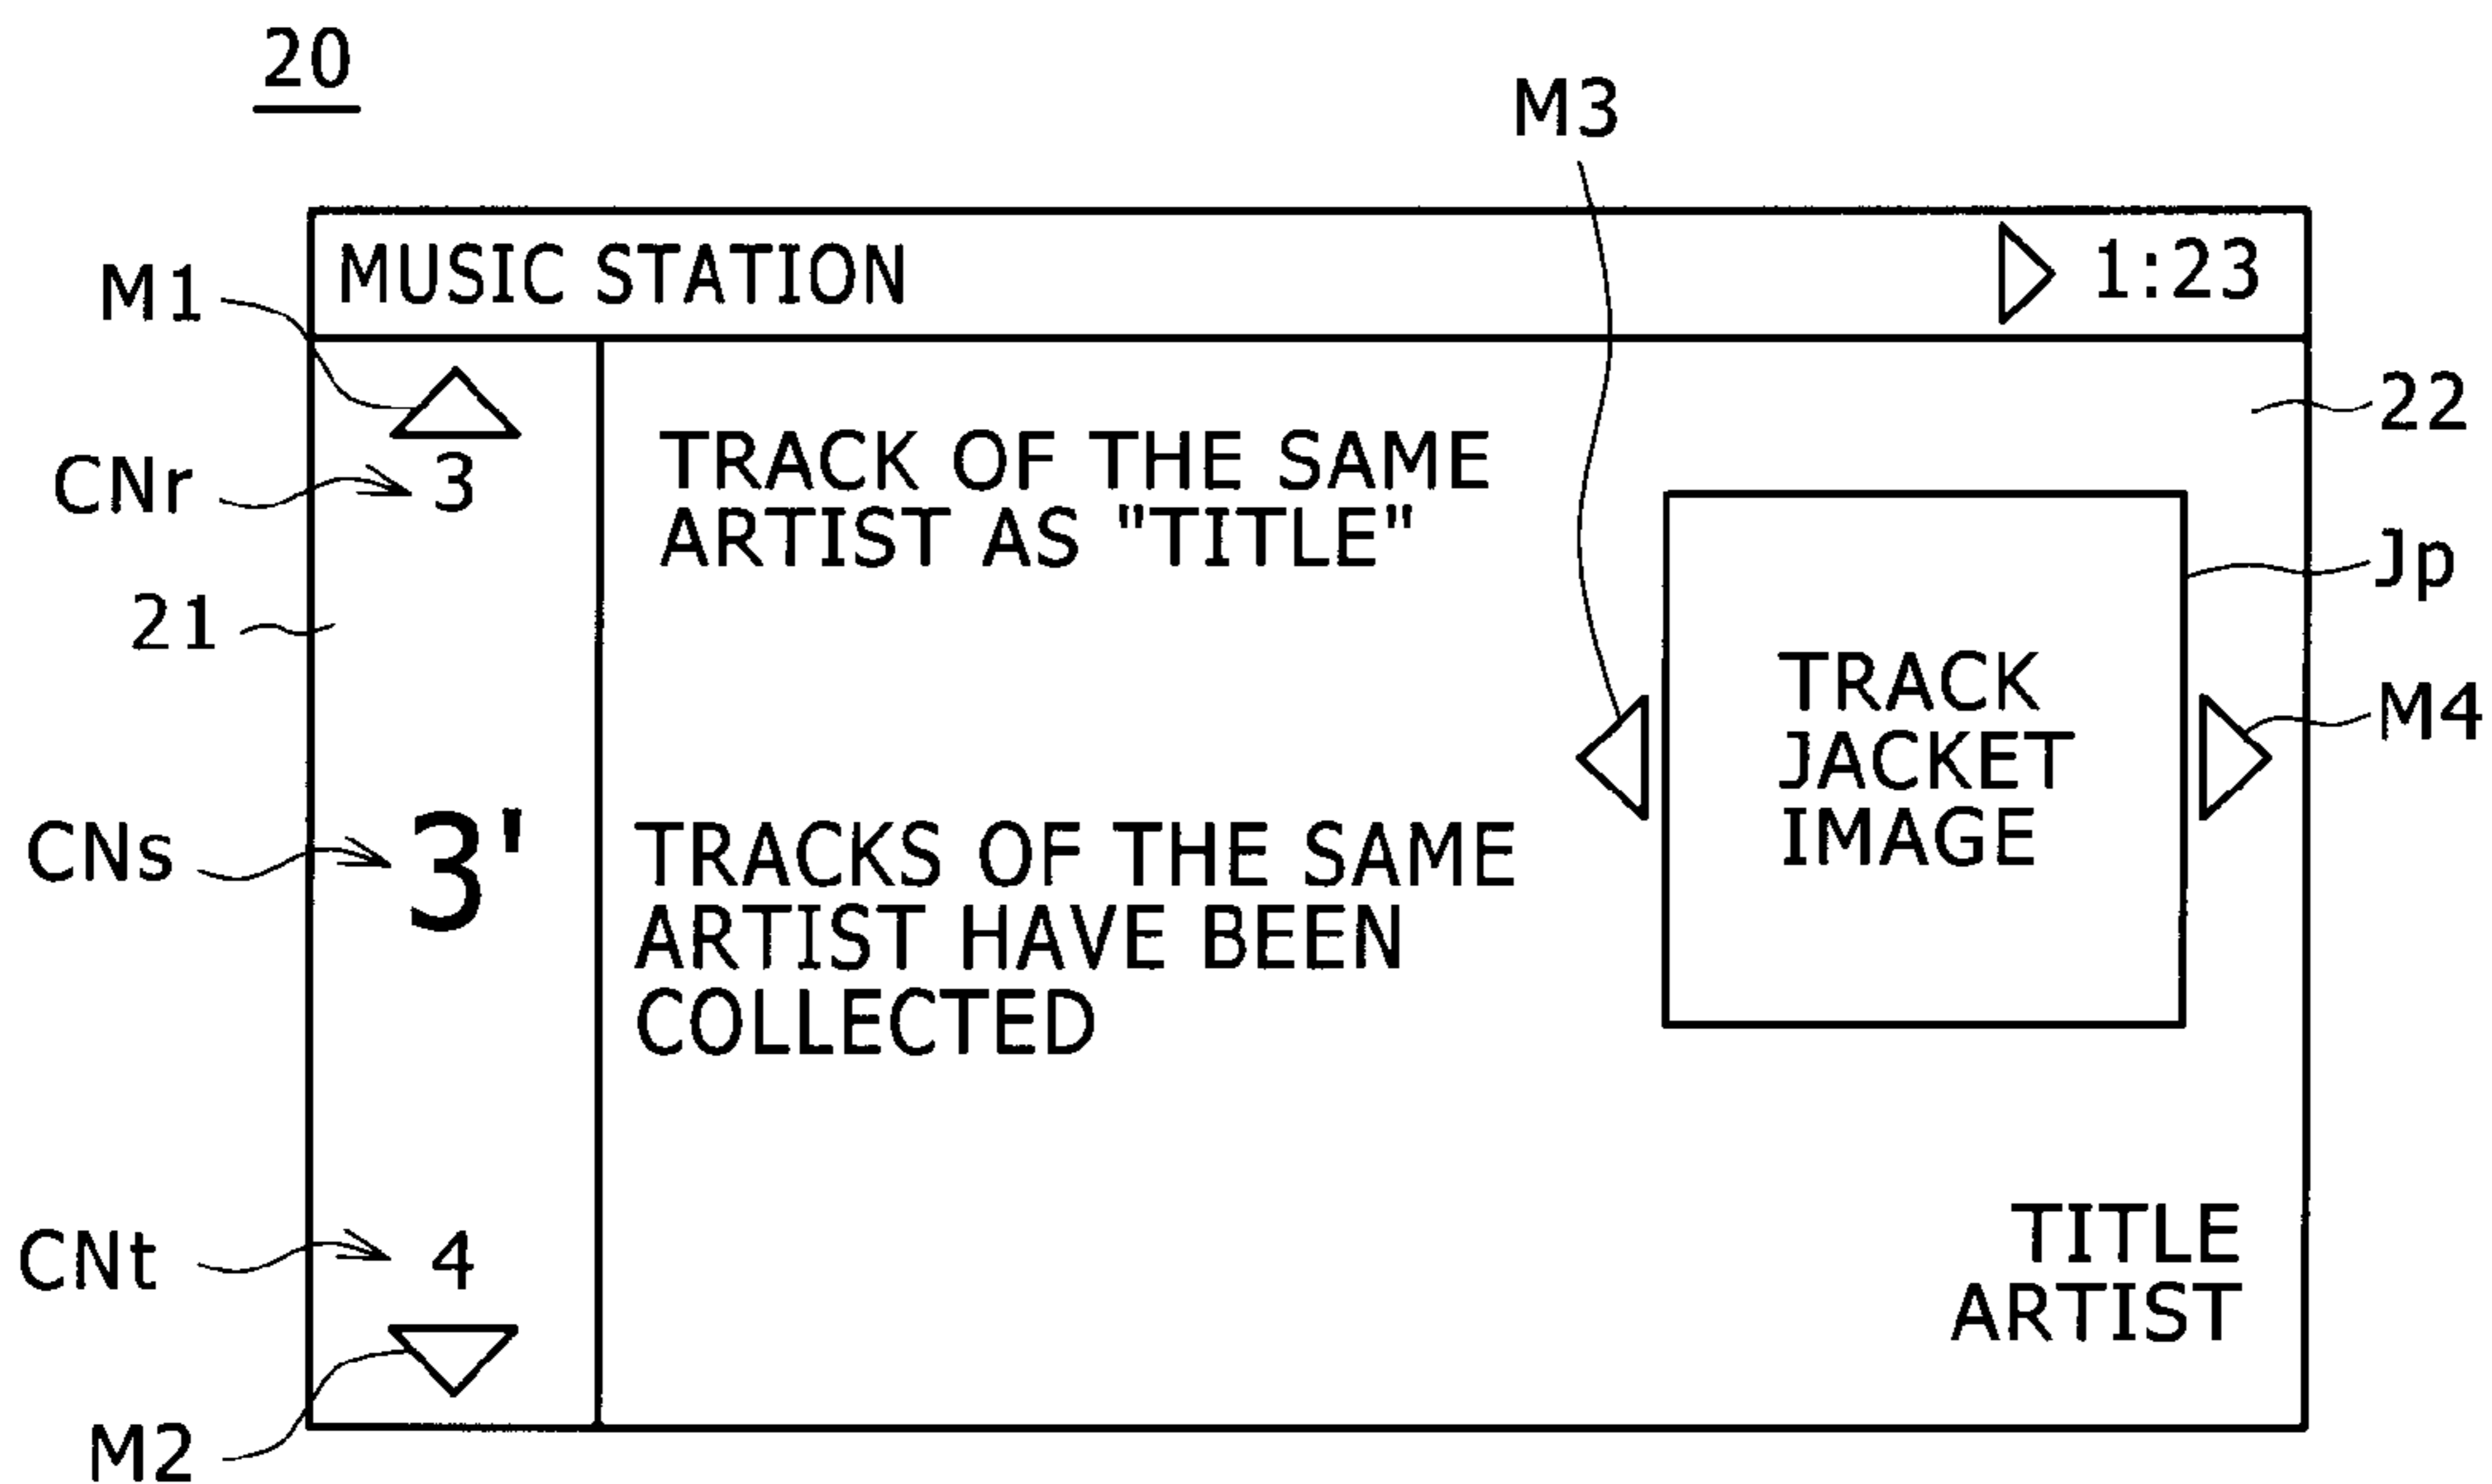 20
M3
MUSIC STATION
1:23
M1
22
CNr
3
TRACK OF THE SAME
ARTIST AS "TITLE"
Jp
21
TRACK
JACKET
IMAGE
M4
CNs
3'
TRACKS OF THE SAME
ARTIST HAVE BEEN
COLLECTED
CNt
4
TITLE
ARTIST
M2